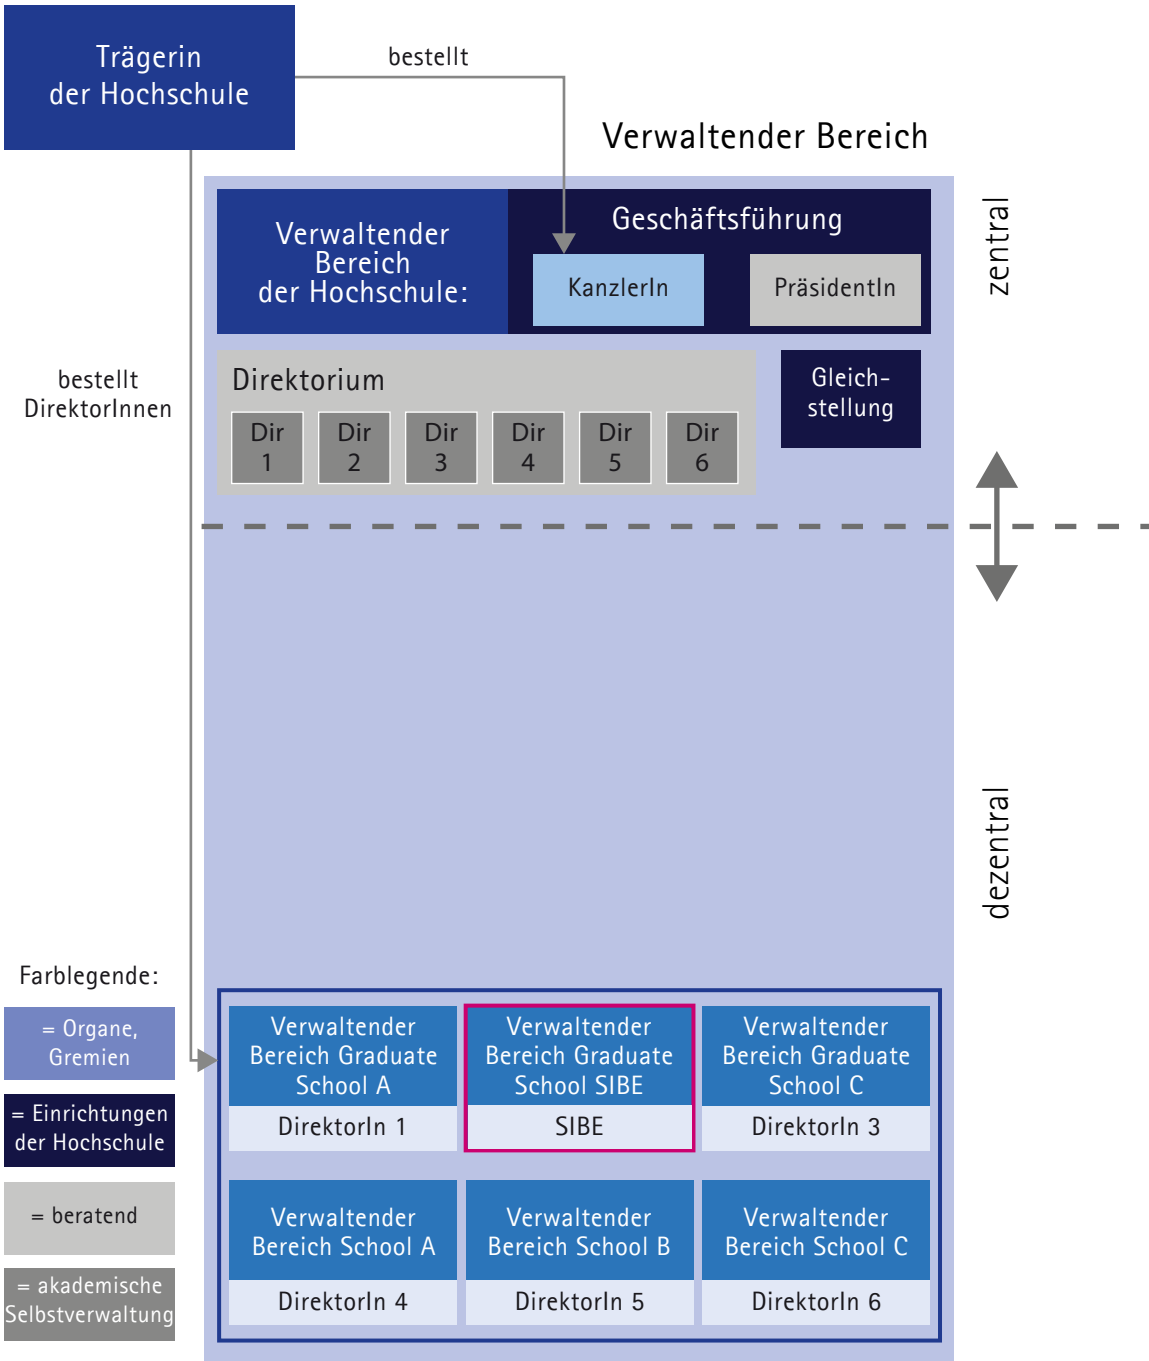 Trägerin
der Hochschule
bestellt
Verwaltender Bereich
zentral
Verwaltender
Bereich
der Hochschule:
Geschäftsführung
KanzlerIn
PräsidentIn
bestellt
DirektorInnen
Direktorium
Dir
1
Dir
2
Dir
3
Dir
4
Dir
5
Dir
6
Gleich-
stellung
dezentral
Farblegende:
= Organe,
Gremien
= Einrichtungen
der Hochschule
= beratend
= akademische
Selbstverwaltung
Verwaltender
Bereich Graduate
School A
DirektorIn 1
Verwaltender
Bereich Graduate
School SIBE
SIBE
Verwaltender
Bereich Graduate
School C
DirektorIn 3
Verwaltender
Bereich School A
DirektorIn 4
Verwaltender
Bereich School B
DirektorIn 5
Verwaltender
Bereich School C
DirektorIn 6